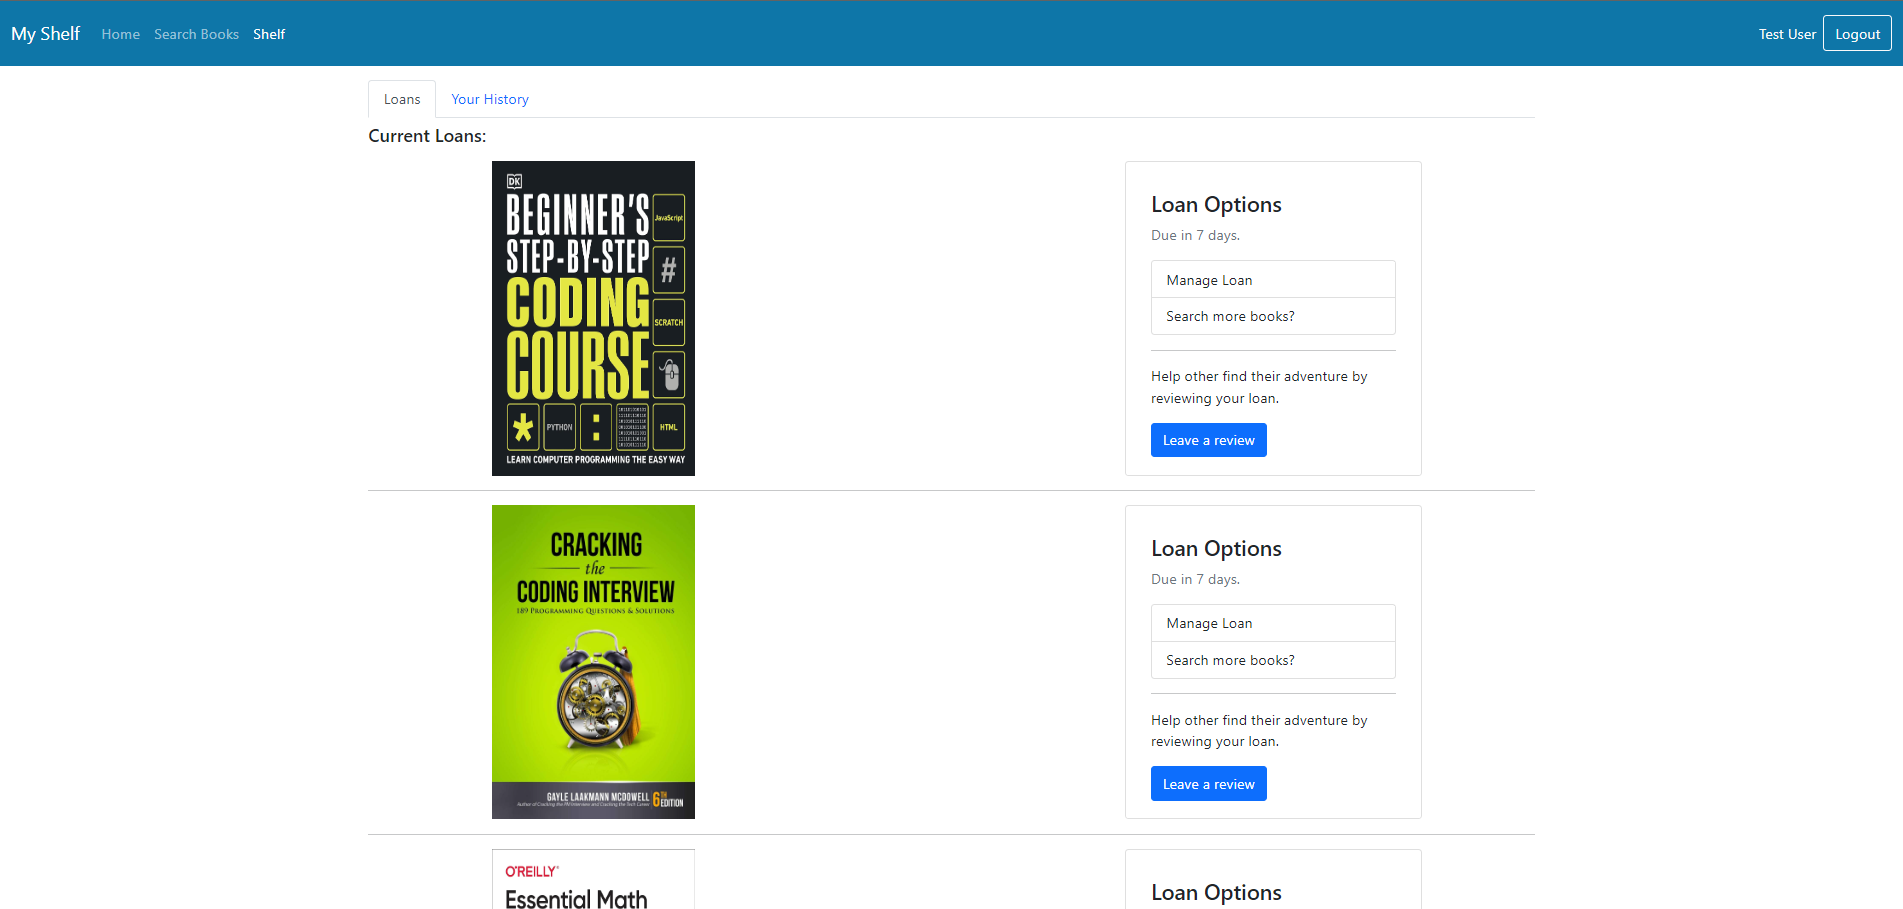 My Shelf Home Search Books Shelf Test User Logout
Loans Your History
Current Loans:
DK
BEGINNER'S
STEP-BY-STEP
CODING
COURSE
JavaScript
#
SCRATCH
* PYTHON : HTML
LEARN COMPUTER PROGRAMMING THE EASY WAY
Loan Options
Due in 7 days.
Manage Loan
Search more books?
Help other find their adventure by
reviewing your loan.
Leave a review
CRACKING
the
CODING INTERVIEW
189 PROGRAMMING QUESTIONS & SOLUTIONS
GAYLE LAAKMANN MCDOWELL
Author of Cracking the PM Interview and Cracking the Tech Career
6TH EDITION
Loan Options
Due in 7 days.
Manage Loan
Search more books?
Help other find their adventure by
reviewing your loan.
Leave a review
O'REILLY®
Essential Math
Loan Options